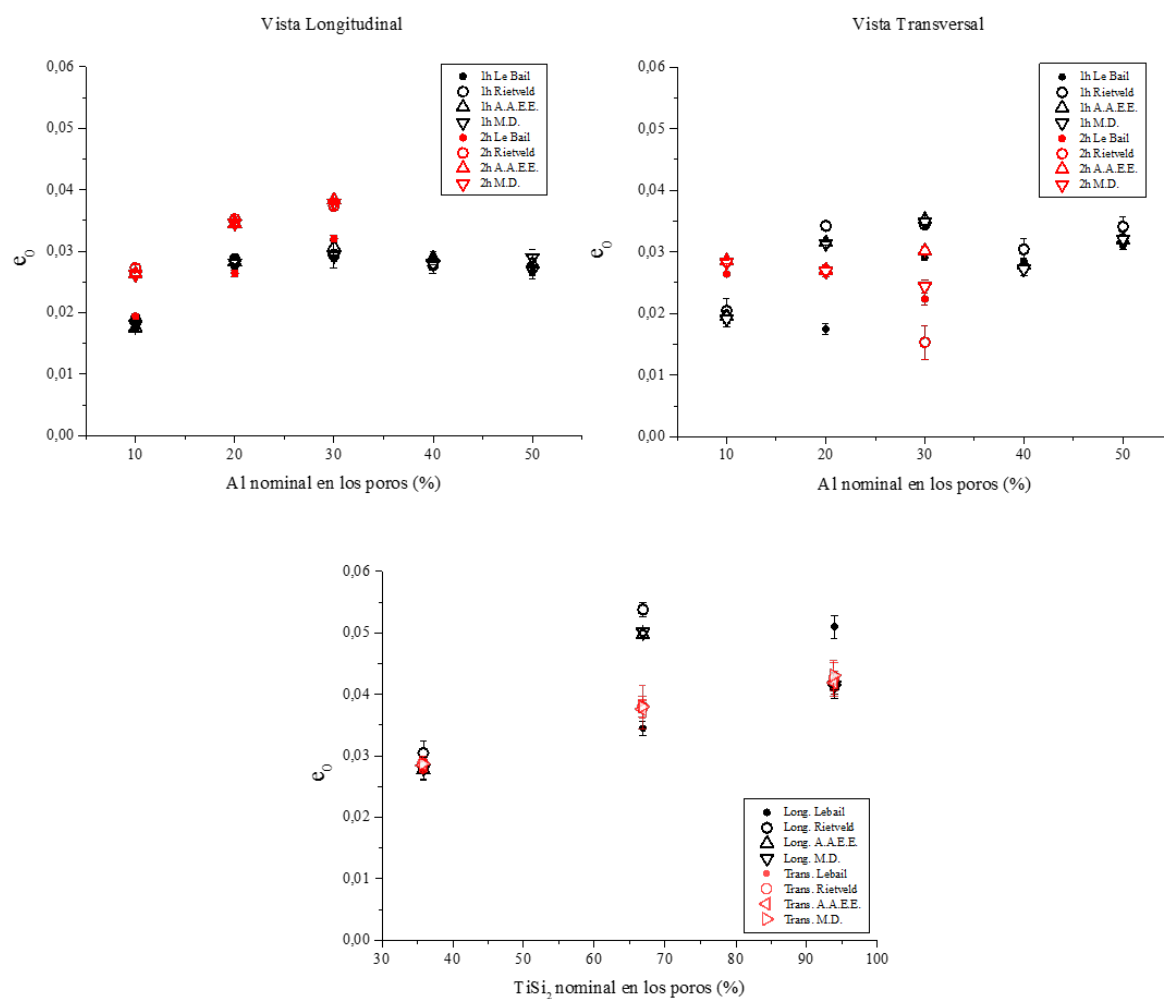 Vista Longitudinal
0,06
0,05
0,04
0,03
0,02
0,01
0,00
e0
10 20 30 40 50
Al nominal en los poros (%)
1h Le Bail
1h Rietveld
1h A.A.E.E.
1h M.D.
2h Le Bail
2h Rietveld
2h A.A.E.E.
2h M.D.
Vista Transversal
0,06
0,05
0,04
0,03
0,02
0,01
0,00
e0
10 20 30 40 50
Al nominal en los poros (%)
1h Le Bail
1h Rietveld
1h A.A.E.E.
1h M.D.
2h Le Bail
2h Rietveld
2h A.A.E.E.
2h M.D.
0,06
0,05
0,04
0,03
0,02
0,01
0,00
e0
30 40 50 60 70 80 90 100
TiSi2 nominal en los poros (%)
Long. Lebail
Long. Rietveld
Long. A.A.E.E.
Long. M.D.
Trans. Lebail
Trans. Rietveld
Trans. A.A.E.E.
Trans. M.D.